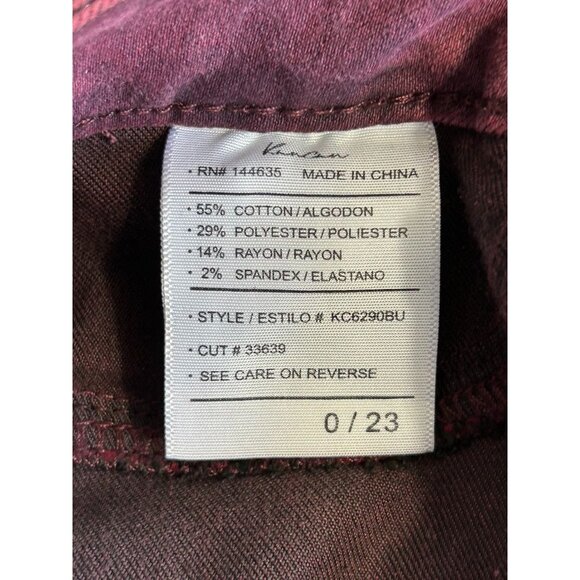 Kancan
• RN# 144635 MADE IN CHINA
• 55% COTTON / ALGODON
• 29% POLYESTER / POLIESTER
• 14% RAYON / RAYON
• 2% SPANDEX / ELASTANO
• STYLE / ESTILO # KC6290BU
• CUT # 33639
• SEE CARE ON REVERSE
0 / 23